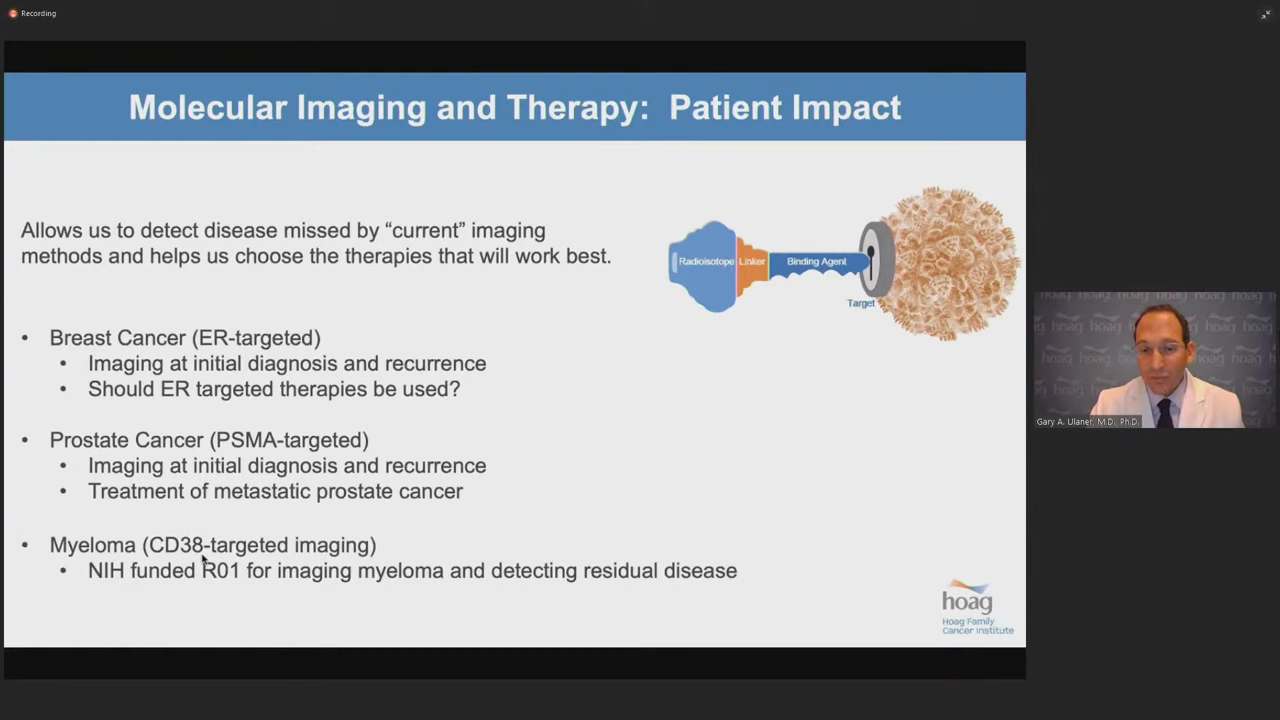 Recording
Molecular Imaging and Therapy: Patient Impact
Allows us to detect disease missed by “current” imaging
methods and helps us choose the therapies that will work best.
Radioisotope
Linker
Binding Agent
Target
• Breast Cancer (ER-targeted)
• Imaging at initial diagnosis and recurrence
• Should ER targeted therapies be used?
• Prostate Cancer (PSMA-targeted)
• Imaging at initial diagnosis and recurrence
• Treatment of metastatic prostate cancer
• Myeloma (CD38-targeted imaging)
• NIH funded R01 for imaging myeloma and detecting residual disease
hoag
Hoag Family
Cancer Institute
hoag hoag hoag
Gary A. Ulaner, M.D., Ph.D.